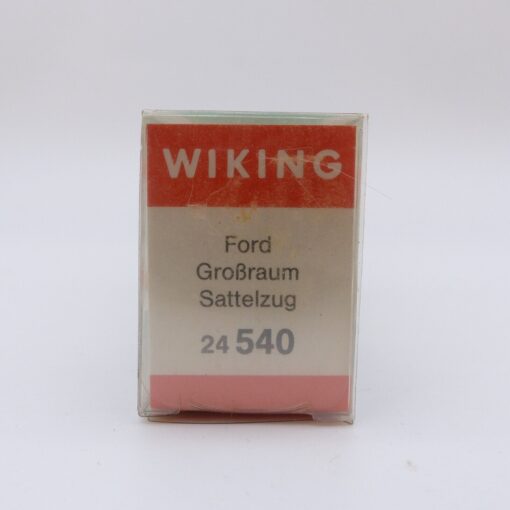 WIKING
Ford
Großraum
Sattelzug
24 540